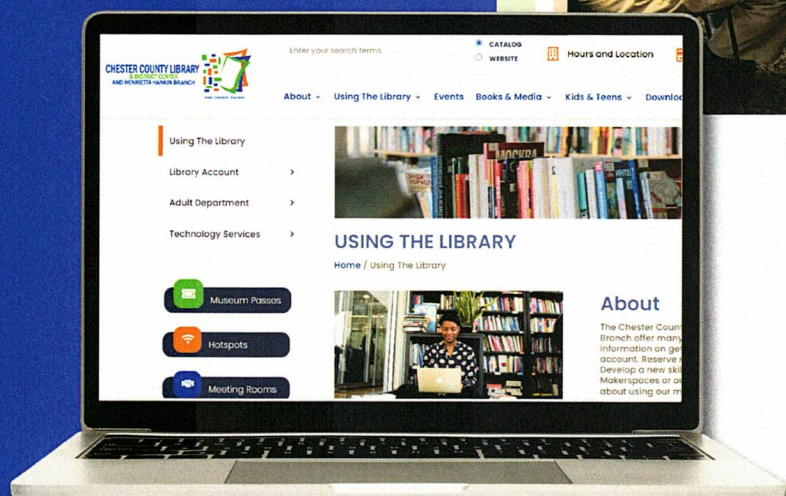 CHESTER COUNTY LIBRARY
& DISTRICT CENTER
AND HENRIETTA HANKIN BRANCH
Enter your search terms
CATALOG
WEBSITE
Hours and Location
About
Using The Library
Events
Books & Media
Kids & Teens
Downloa
Using The Library
Library Account
Adult Department
Technology Services
Museum Passes
Hotspots
Meeting Rooms
МОСКВА
USING THE LIBRARY
Home / Using The Library
About
The Chester Count
Branch offer many
information on get
account. Reserve
Develop a new skil
Makerspaces or
about using our m